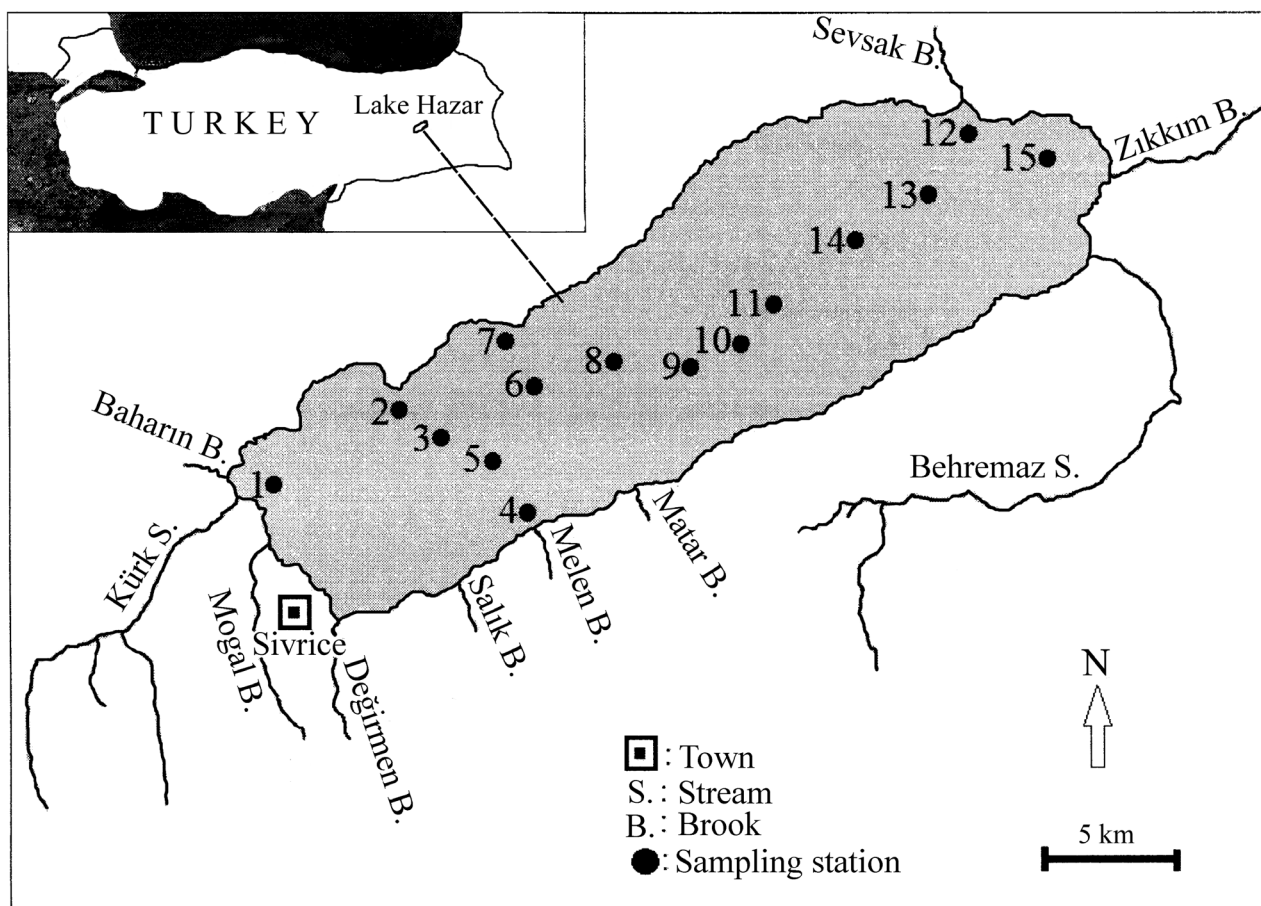 TURKEY
Lake Hazar
Sevsak B.
Zıkkım B.
12
15
13
14
11
7
10
8
9
6
2
3
5
Baharın B.
1
4
Behremaz S.
Matar B.
Melen B.
Salık B.
Kürk S.
Mogal B.
Sivrice
Değirmen B.
N
: Town
S. : Stream
B. : Brook
: Sampling station
5 km